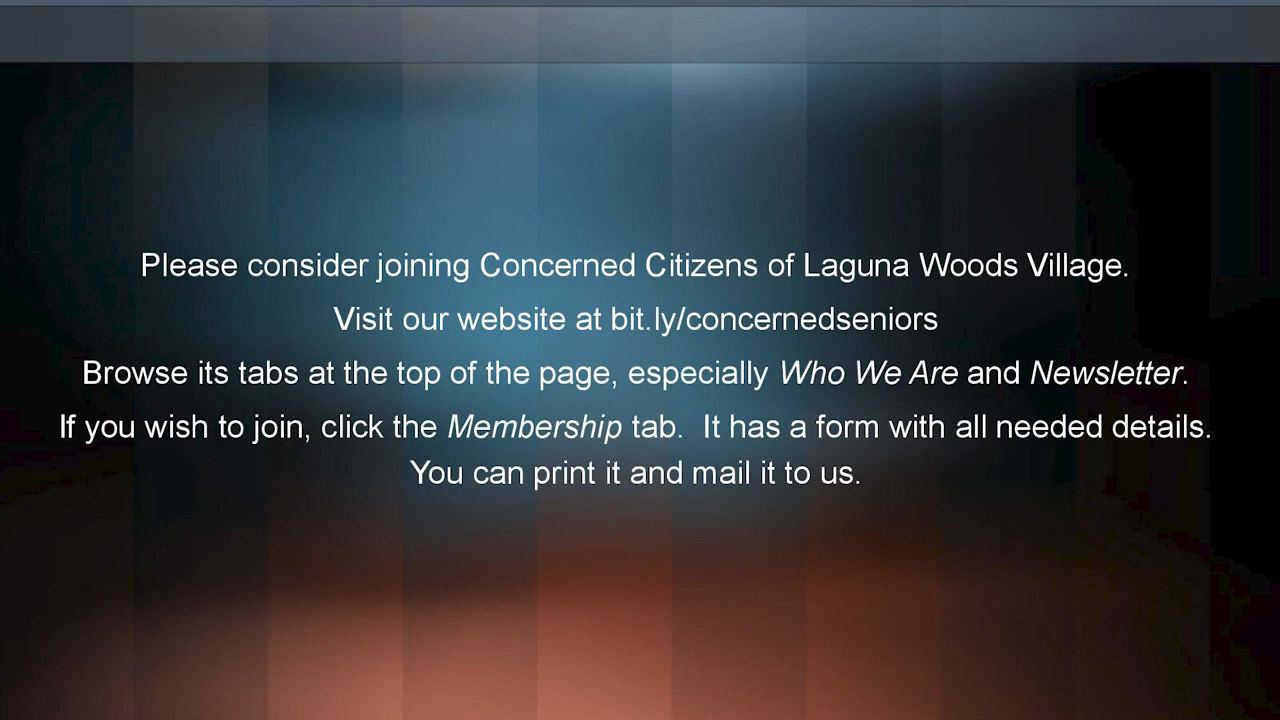 Please consider joining Concerned Citizens of Laguna Woods Village.
Visit our website at bit.ly/concernedseniors
Browse its tabs at the top of the page, especially Who We Are and Newsletter.
If you wish to join, click the Membership tab.  It has a form with all needed details.
You can print it and mail it to us.